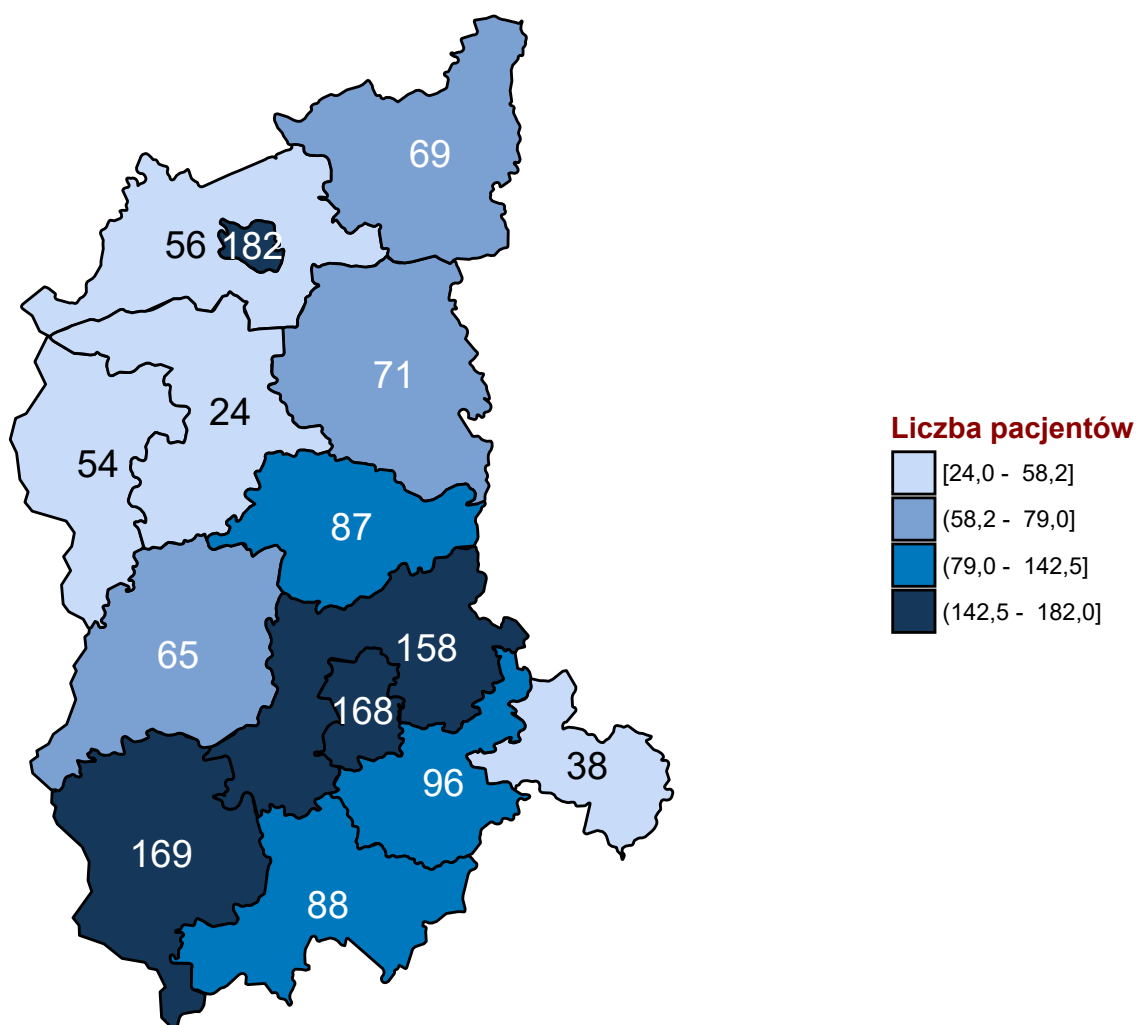 69
56
182
71
24
54
87
Liczba pacjentów
[24,0 -  58,2]
(58,2 -  79,0]
(79,0 -  142,5]
(142,5 -  182,0]
158
65
168
38
96
169
88